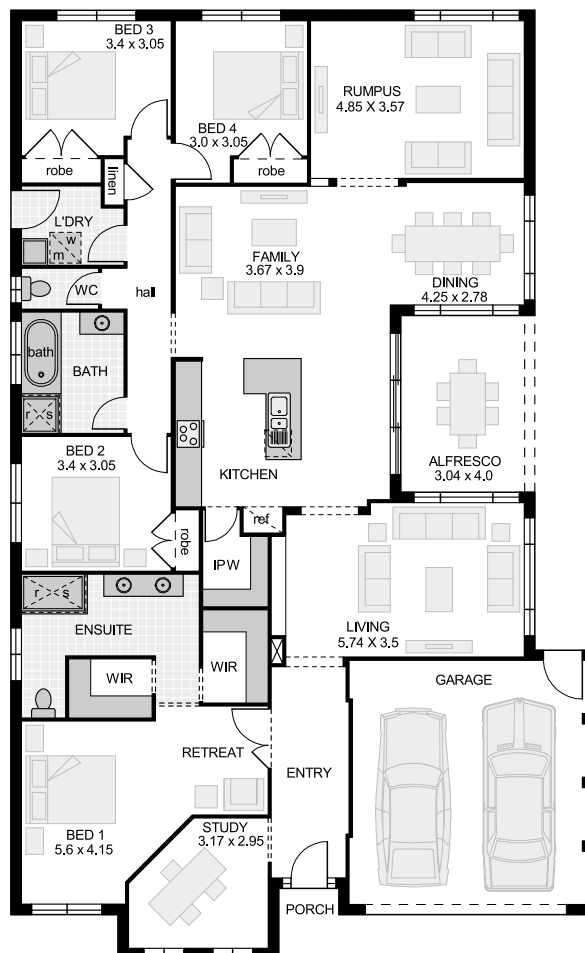 BED 3
3.4 X 3.05
BED 4
3.0 X 3.05
RUMPUS
4.85 X 3.57
robe
robe
linen
L'DRY
w
m
FAMILY
3.67 X 3.9
DINING
4.25 x 2.78
WC
hall
bath
BATH
r s
KITCHEN
ALFRESCO
3.04 x 4.0
BED 2
3.4 x 3.05
robe
ref
IPW
r s
ENSUITE
WIR
WIR
LIVING
5.74 X 3.5
GARAGE
RETREAT
ENTRY
BED 1
5.6 x 4.15
STUDY
3.17 x 2.95
PORCH